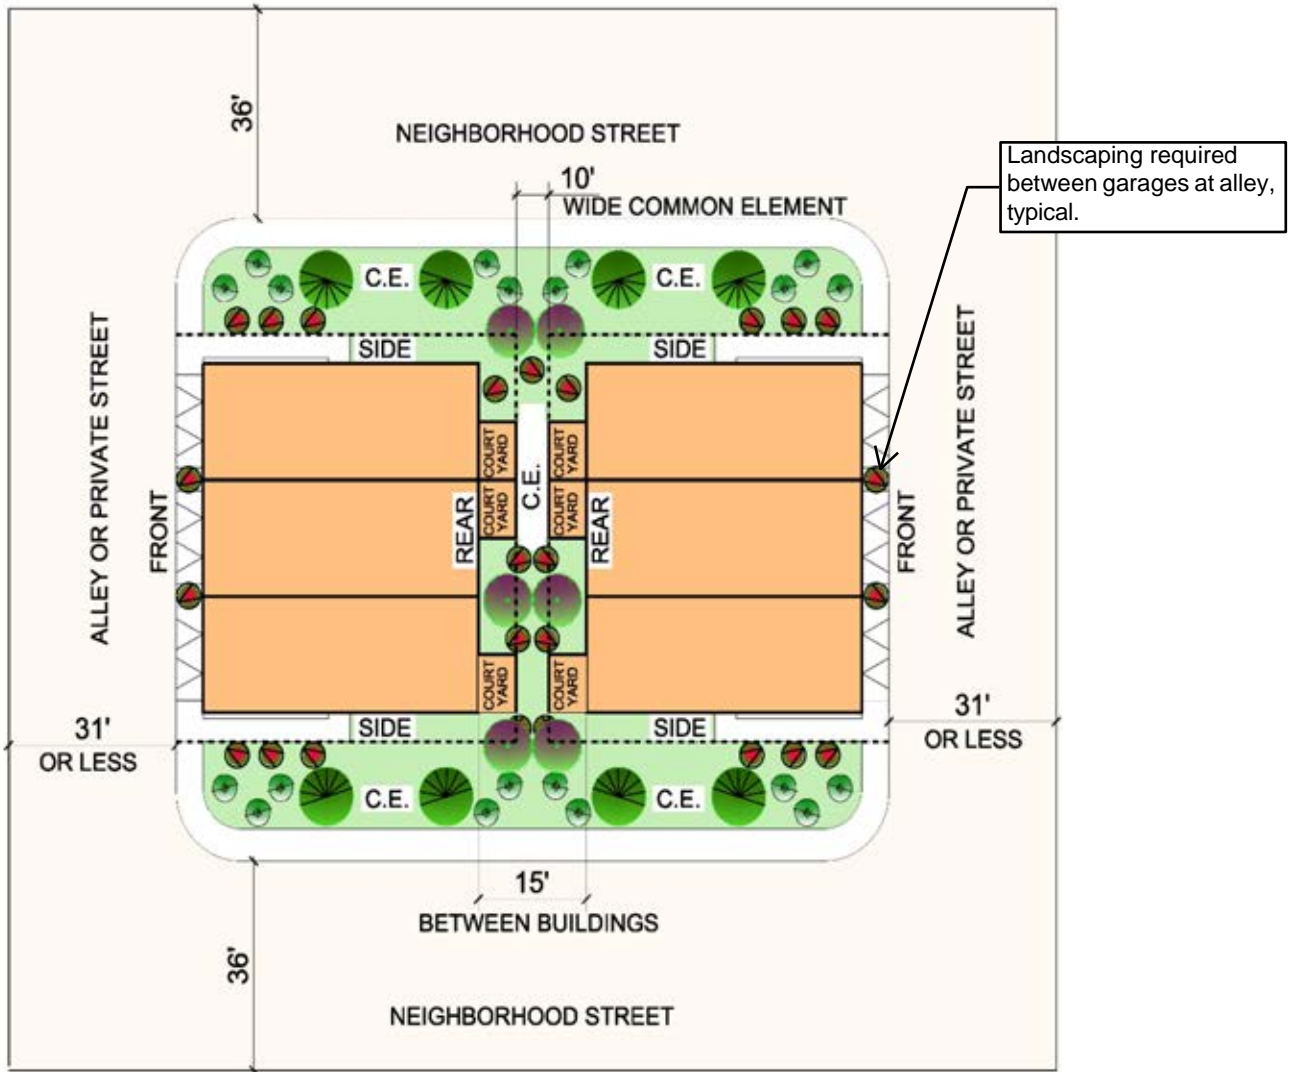 36'
NEIGHBORHOOD STREET
10'
WIDE COMMON ELEMENT
Landscaping required
between garages at alley,
typical.
C.E.
C.E.
SIDE
SIDE
ALLEY OR PRIVATE STREET
FRONT
REAR
COURT
YARD
COURT
YARD
COURT
YARD
C.E.
COURT
YARD
COURT
YARD
COURT
YARD
REAR
FRONT
ALLEY OR PRIVATE STREET
SIDE
SIDE
31'
OR LESS
31'
OR LESS
C.E.
C.E.
15'
BETWEEN BUILDINGS
36'
NEIGHBORHOOD STREET